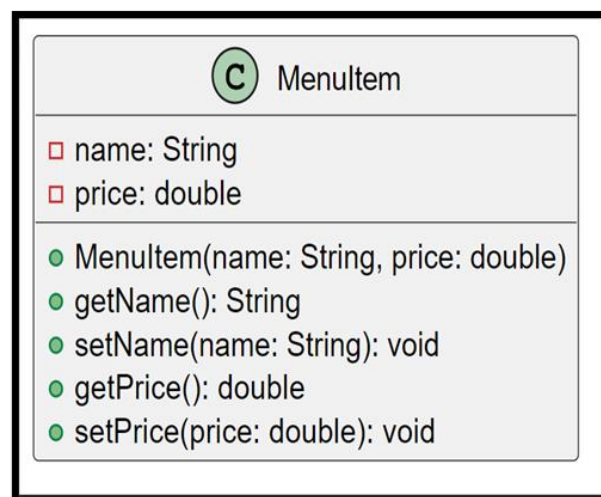 C MenuItem
name: String
price: double
MenuItem(name: String, price: double)
getName(): String
setName(name: String): void
getPrice(): double
setPrice(price: double): void